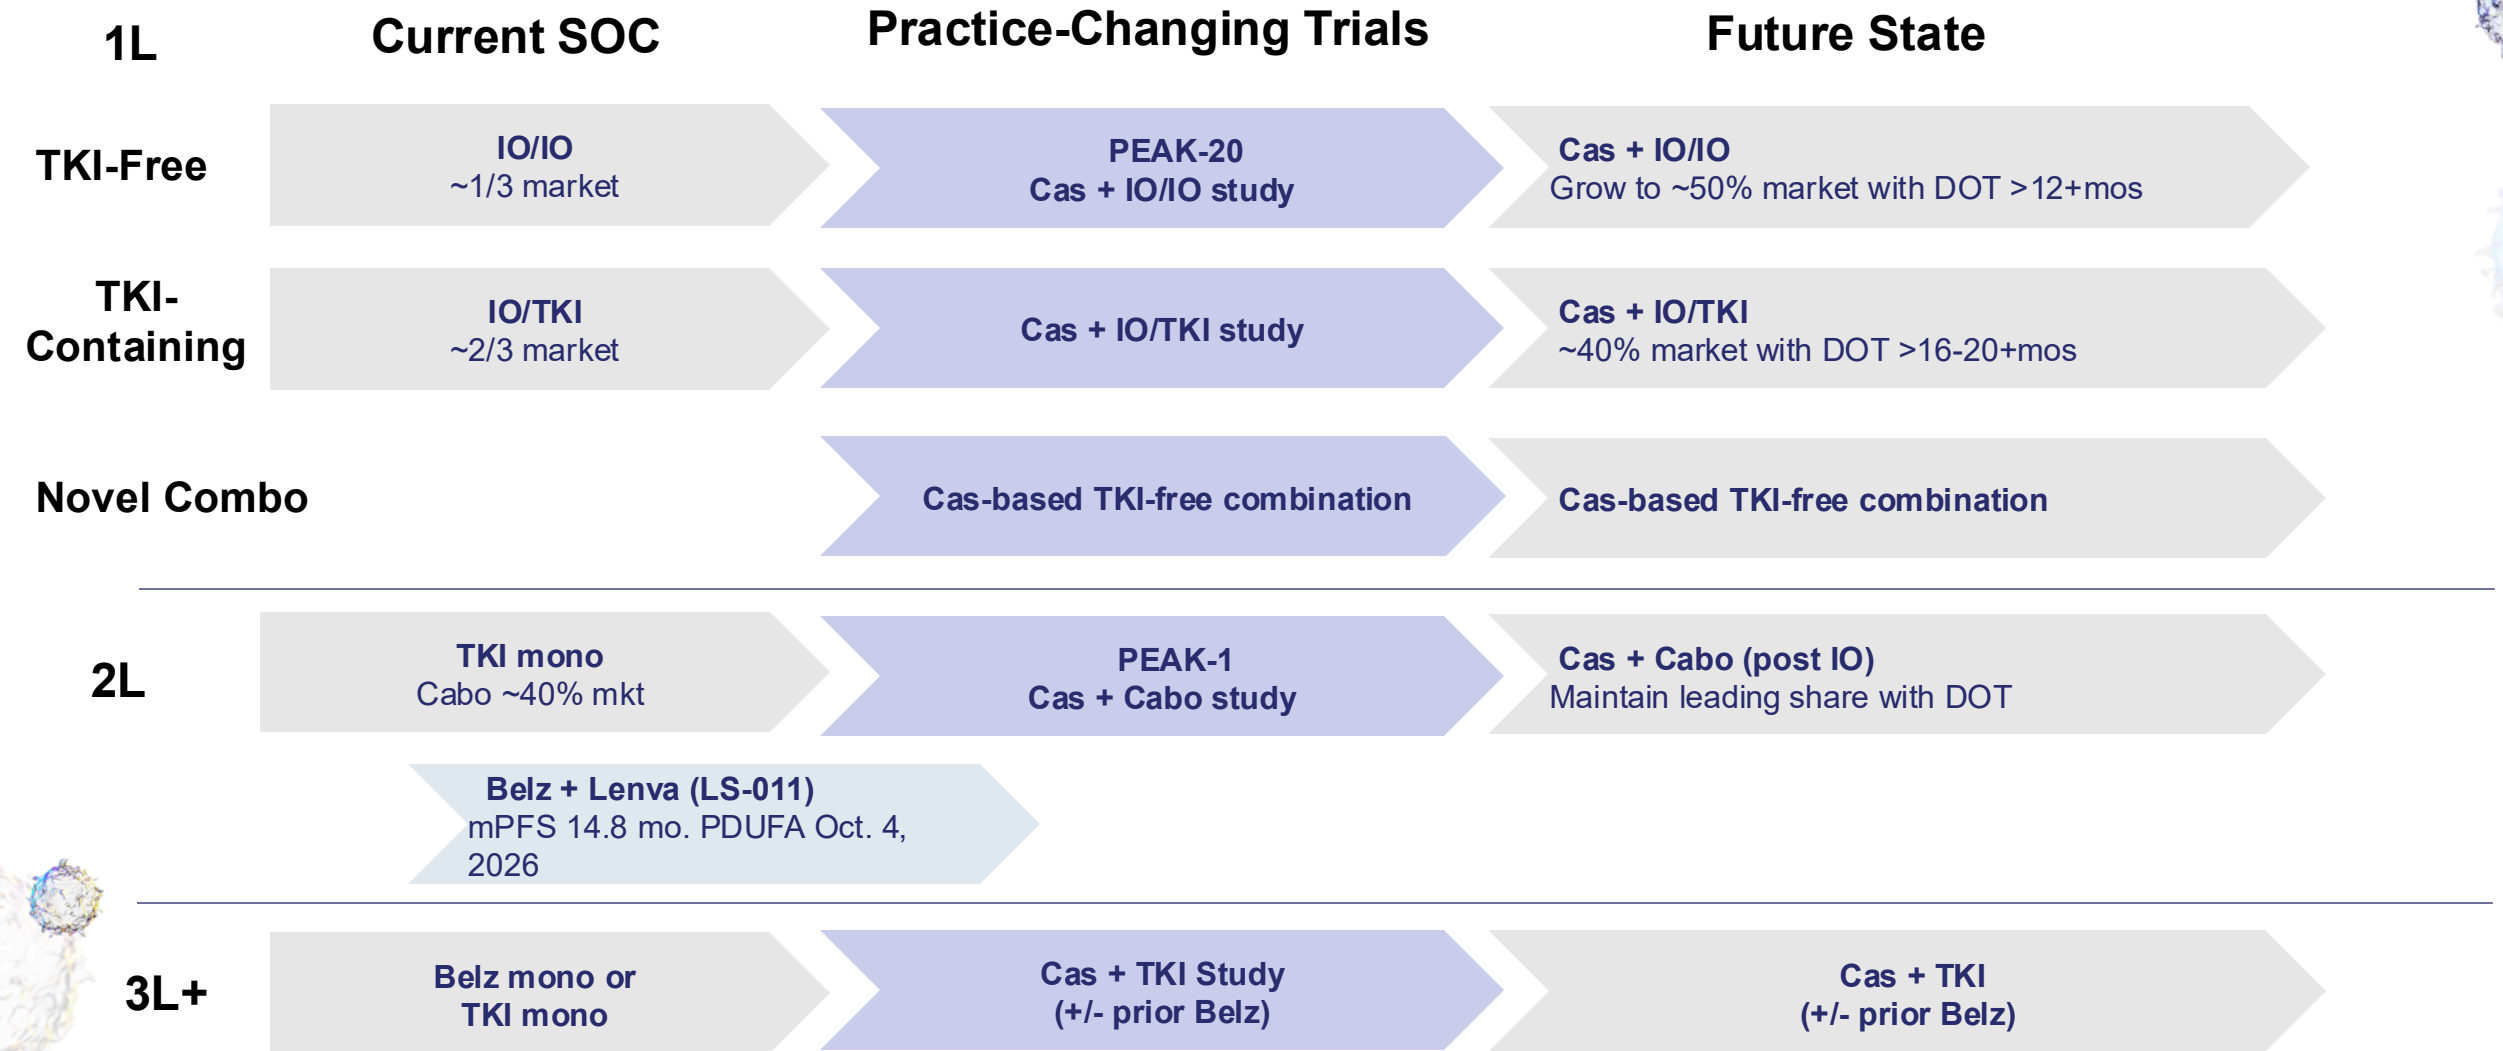 1L
Current SOC
Practice-Changing Trials
Future State
TKI-Free
IO/IO
~1/3 market
PEAK-20
Cas + IO/IO study
Cas + IO/IO
Grow to ~50% market with DOT >12+mos
TKI-
Containing
IO/TKI
~2/3 market
Cas + IO/TKI study
Cas + IO/TKI
~40% market with DOT >16-20+mos
Novel Combo
Cas-based TKI-free combination
Cas-based TKI-free combination
2L
TKI mono
Cabo ~40% mkt
PEAK-1
Cas + Cabo study
Cas + Cabo (post IO)
Maintain leading share with DOT
Belz + Lenva (LS-011)
mPFS 14.8 mo. PDUFA Oct. 4,
2026
3L+
Belz mono or
TKI mono
Cas + TKI Study
(+/- prior Belz)
Cas + TKI
(+/- prior Belz)